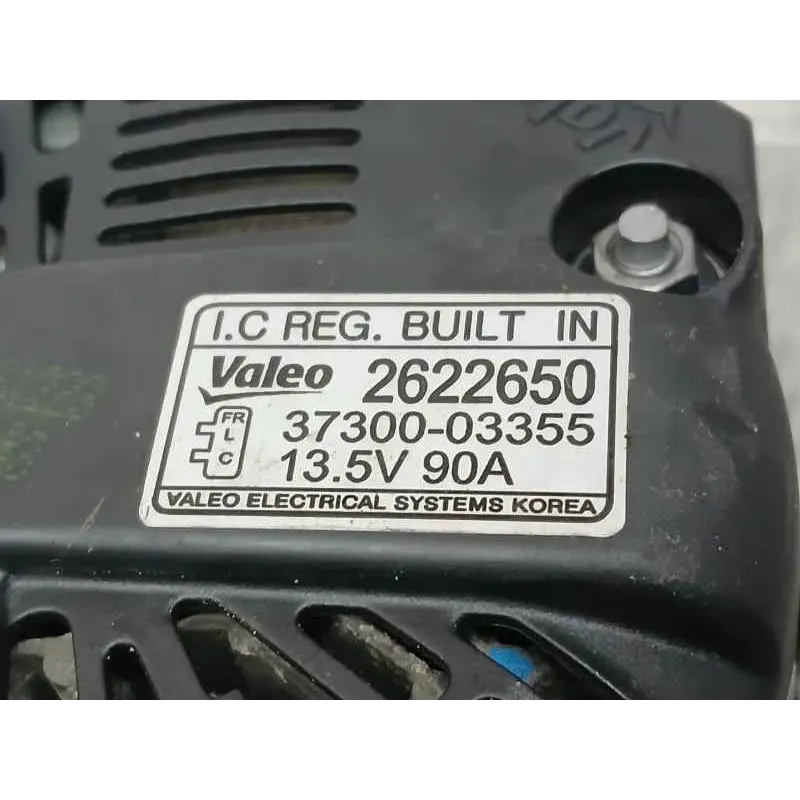 I.C REG. BUILT IN
Valeo 2622650
FR
L
C
37300-03355
13.5V 90A
VALEO ELECTRICAL SYSTEMS KOREA